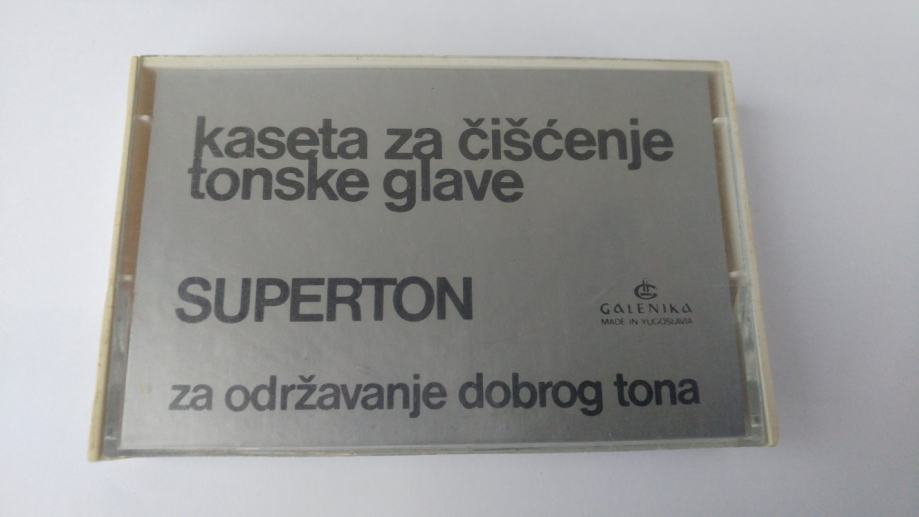 kaseta za čišćenje
tonske glave
SUPERTON
GALENIKA
MADE IN YUGOSLAVIA
za održavanje dobrog tona